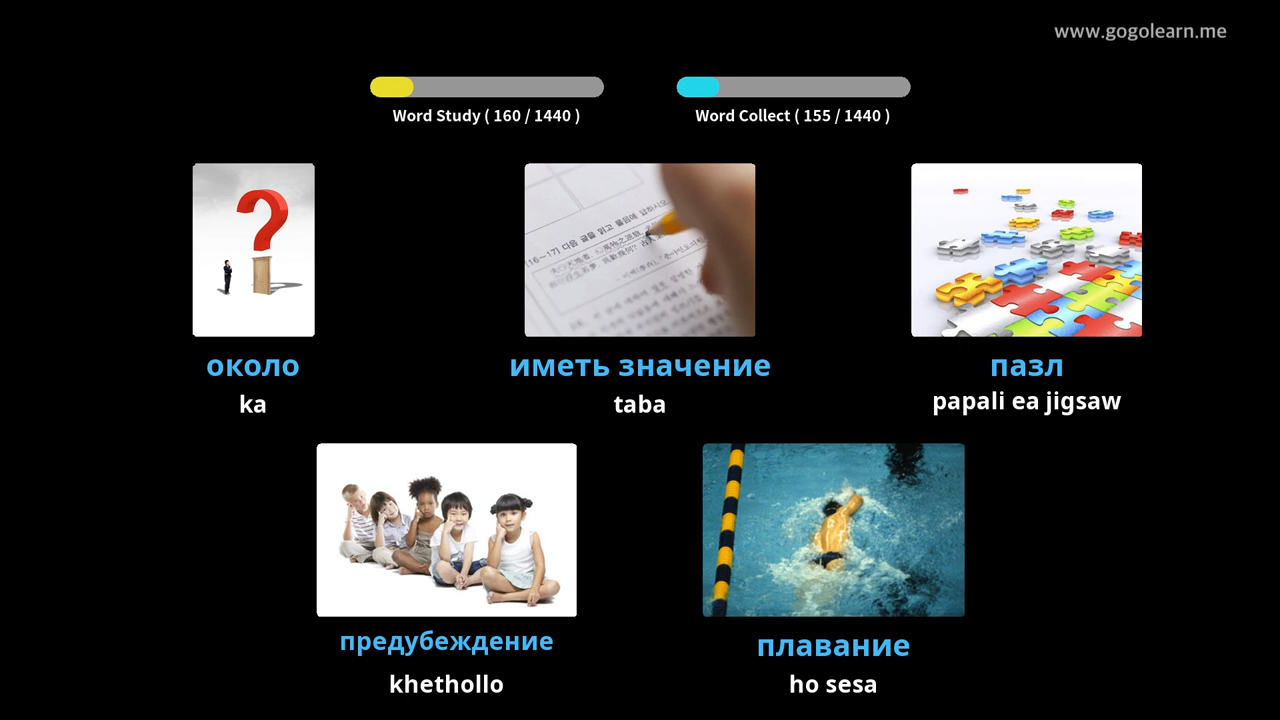 www.gogolearn.me
Word Study ( 160 / 1440 )
Word Collect ( 155 / 1440 )
около
ka
иметь значение
taba
пазл
papali ea jigsaw
предубеждение
khethollo
плавание
ho sesa